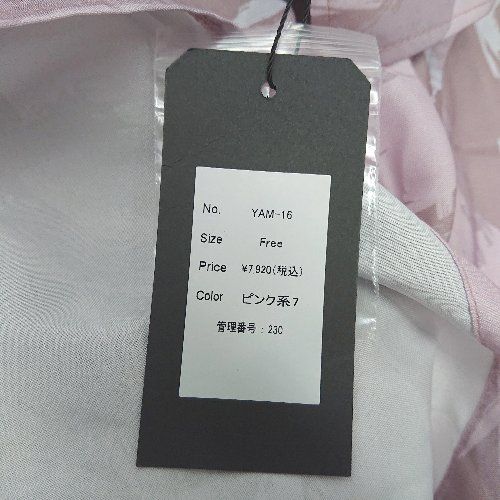 No. YAM-16
Size Free
Price ¥7,920(税込)
Color ピンク系7
管理番号：230